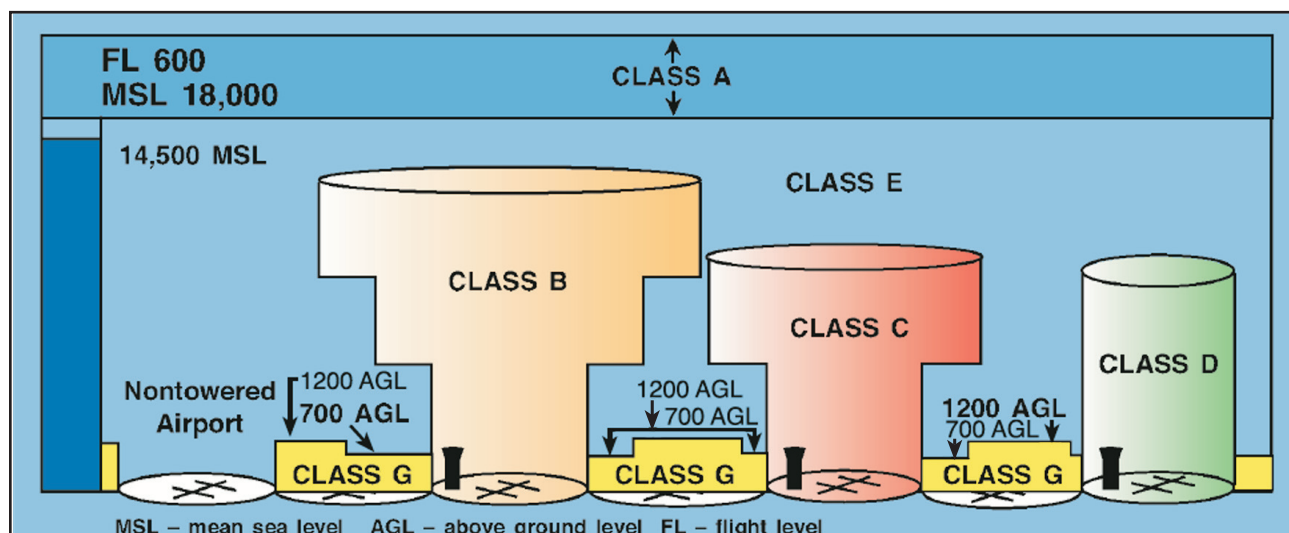 FL 600
MSL 18,000
CLASS A
14,500 MSL
CLASS E
CLASS B
CLASS C
CLASS D
Nontowered
Airport
1200 AGL
700 AGL
CLASS G
1200 AGL
700 AGL
CLASS G
1200 AGL
700 AGL
CLASS G
MSL – mean sea level AGL – above ground level FL – flight level